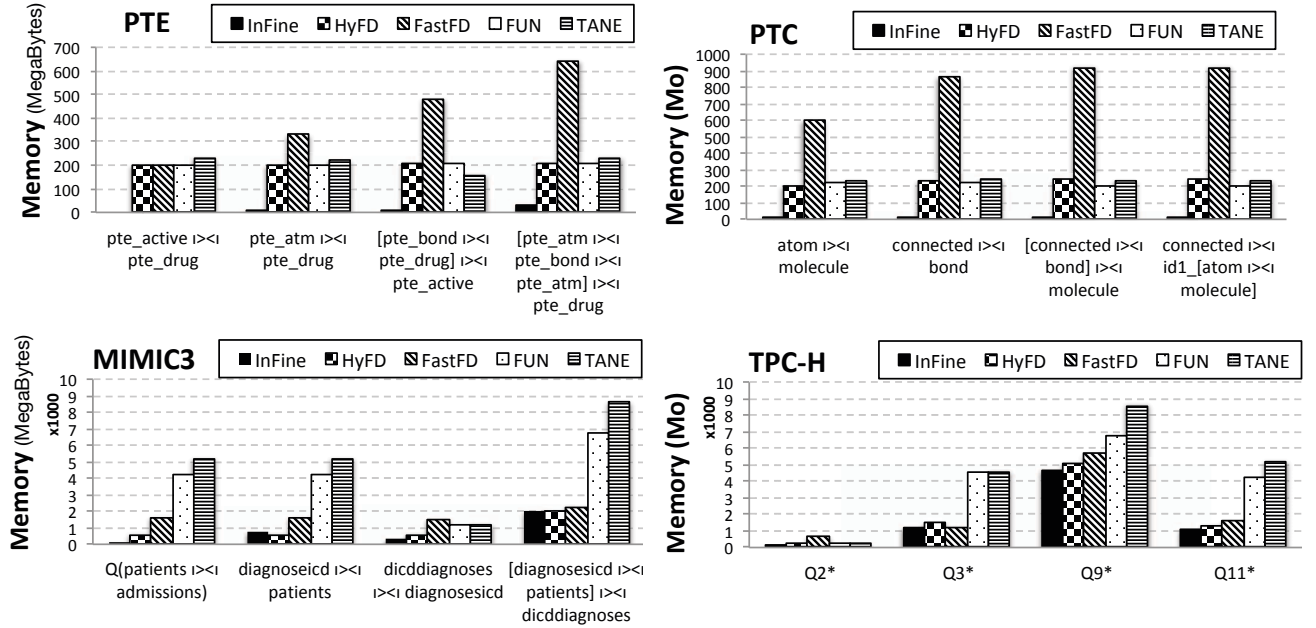 PTE
InFine HyFD FastFD FUN TANE
Memory (MegaBytes)
700
600
500
400
300
200
100
0
pte_active ı><ı
pte_drug
pte_atm ı><ı
pte_drug
[pte_bond ı><ı
pte_drug] ı><ı
pte_active
[pte_atm ı><ı
pte_bond ı><ı
pte_atm] ı><ı
pte_drug
PTC
InFine HyFD FastFD FUN TANE
Memory (Mo)
1000
900
800
700
600
500
400
300
200
100
0
atom ı><ı
molecule
connected ı><ı
bond
[connected ı><ı
bond] ı><ı
molecule
connected ı><ı
id1_[atom ı><ı
molecule]
MIMIC3
InFine HyFD FastFD FUN TANE
Memory (MegaBytes)
x1000
10
9
8
7
6
5
4
3
2
1
0
Q(patients ı><ı
admissions)
diagnoseicd ı><ı
patients
dicddiagnoses
ı><ı diagnosesicd
[diagnosesicd ı><ı
patients] ı><ı
dicddiagnoses
TPC-H
InFine HyFD FastFD FUN TANE
Memory (Mo)
x1000
10
9
8
7
6
5
4
3
2
1
0
Q2*
Q3*
Q9*
Q11*